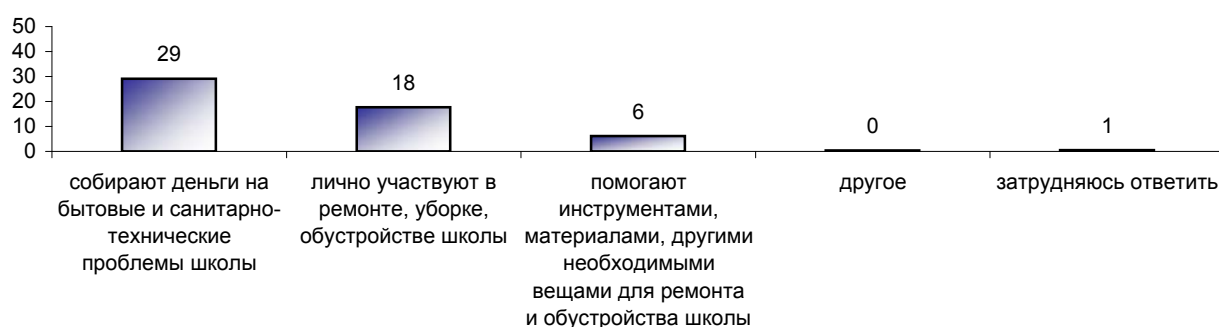 50
40
30
20
10
0
29
18
6
0
1
собирают деньги на
бытовые и санитарно-
технические
проблемы школы
лично участвуют в
ремонте, уборке,
обустройстве школы
помогают
инструментами,
материалами, другими
необходимыми
вещами для ремонта
и обустройства школы
другое
затрудняюсь ответить